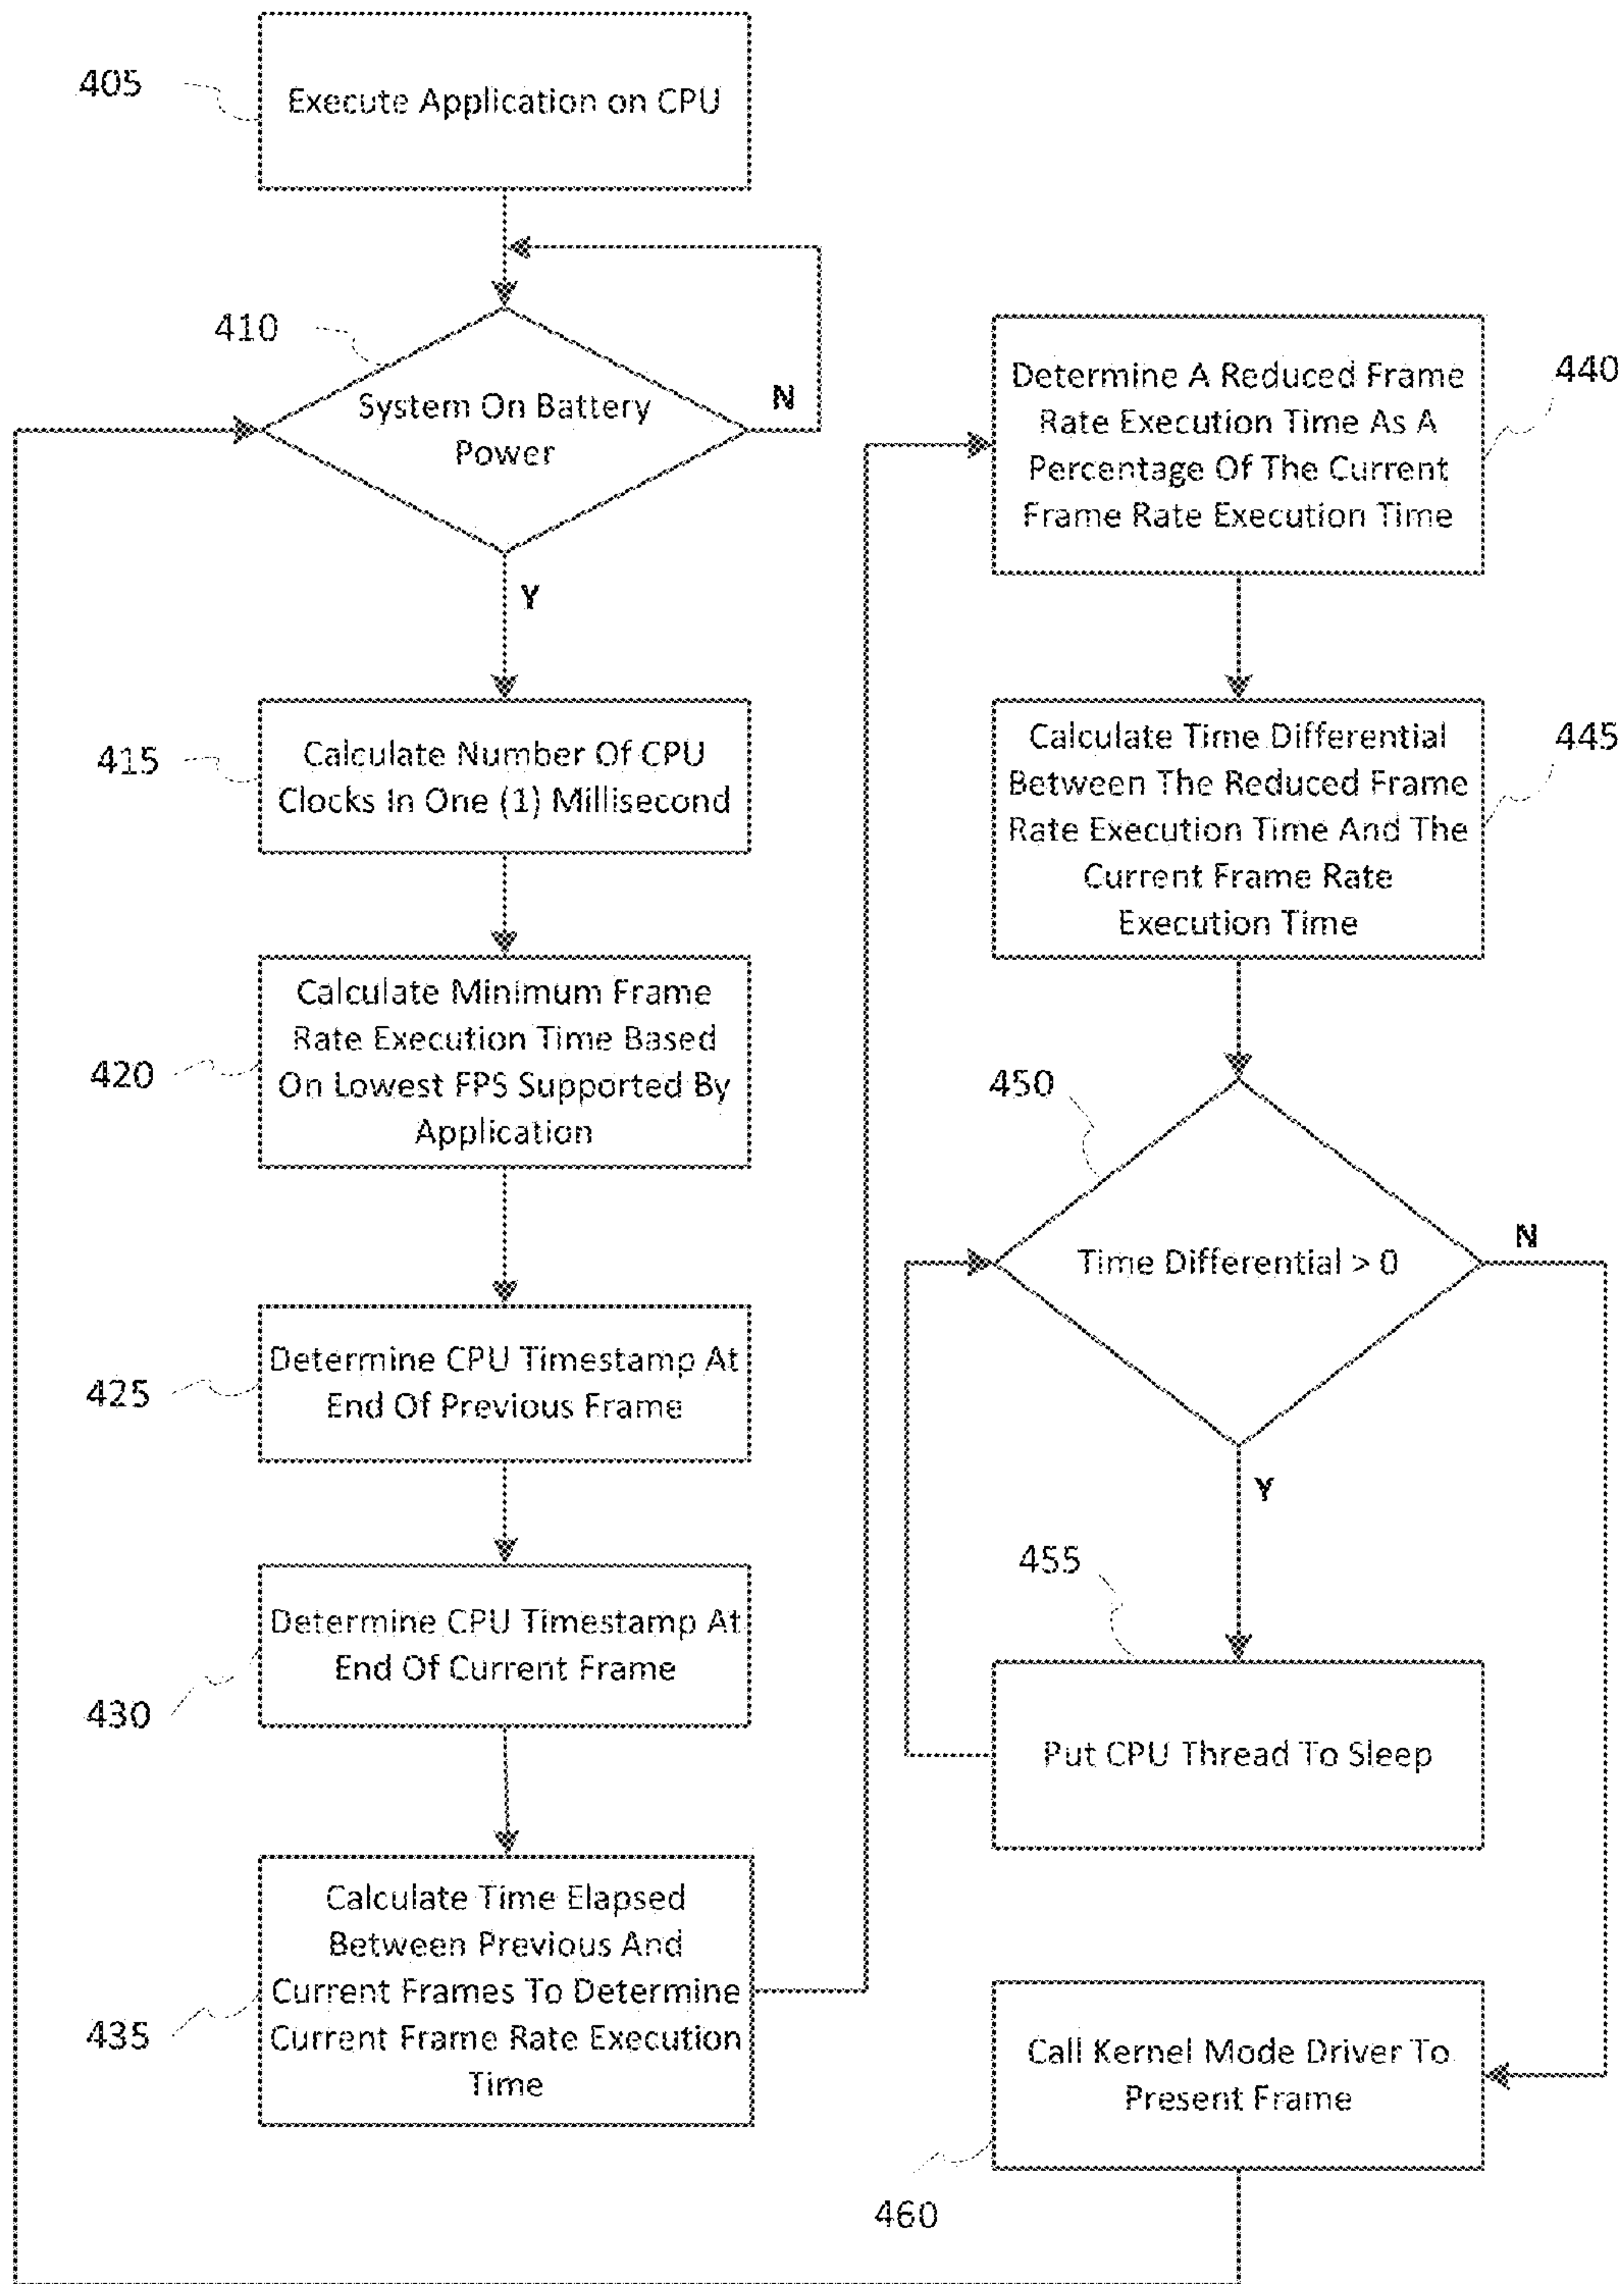 405
Execute Application on CPU
410
System On Battery
Power
N
Y
415
Calculate Number Of CPU
Clocks In One (1) Millisecond
420
Calculate Minimum Frame
Rate Execution Time Based
On Lowest FPS Supported By
Application
425
Determine CPU Timestamp At
End Of Previous Frame
430
Determine CPU Timestamp At
End Of Current Frame
435
Calculate Time Elapsed
Between Previous And
Current Frames To Determine
Current Frame Rate Execution
Time
440
Determine A Reduced Frame
Rate Execution Time As A
Percentage Of The Current
Frame Rate Execution Time
445
Calculate Time Differential
Between The Reduced Frame
Rate Execution Time And The
Current Frame Rate
Execution Time
450
Time Differential > 0
N
Y
455
Put CPU Thread To Sleep
Call Kernel Mode Driver To
Present Frame
460